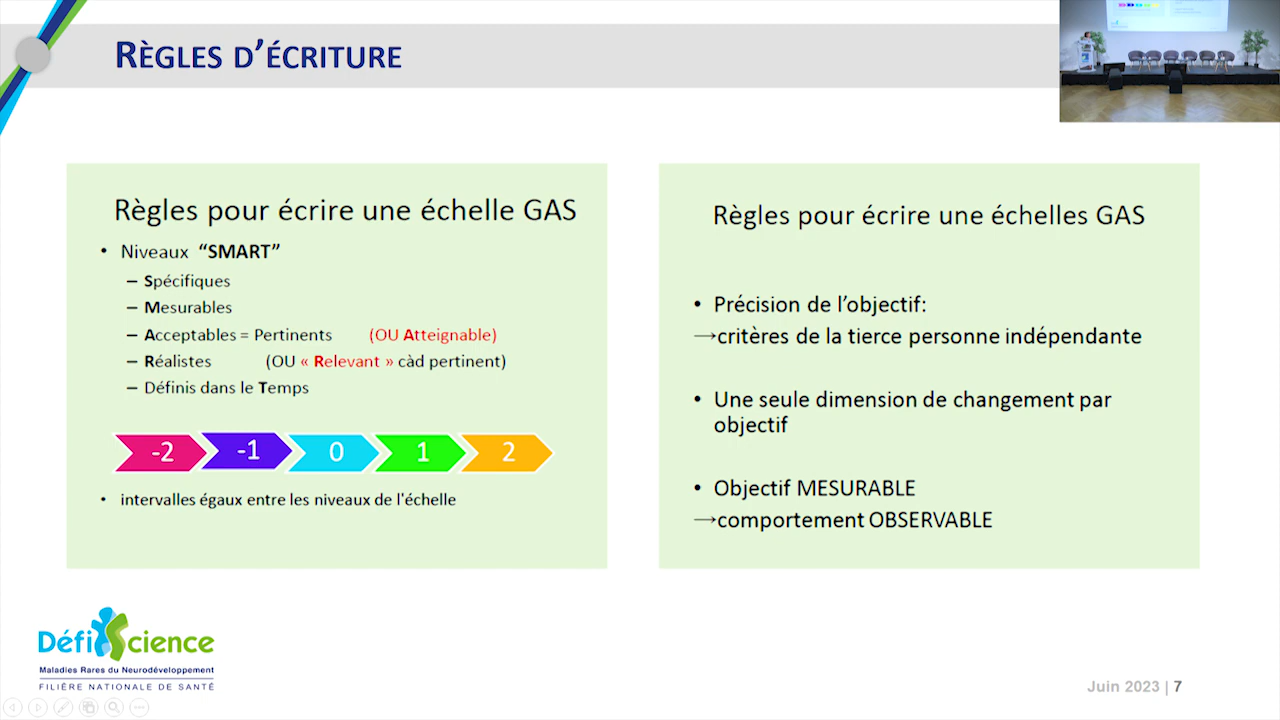 RÈGLES D'ÉCRITURE
Règles pour écrire une échelle GAS
• Niveaux “SMART”
– Spécifiques
– Mesurables
– Acceptables = Pertinents (OU Atteignable)
– Réalistes (OU « Relevant » càd pertinent)
– Définis dans le Temps
-2 -1 0 1 2
• intervalles égaux entre les niveaux de l'échelle
Règles pour écrire une échelles GAS
• Précision de l’objectif:
→critères de la tierce personne indépendante
• Une seule dimension de changement par
objectif
• Objectif MESURABLE
→comportement OBSERVABLE
DéfiScience
Maladies Rares du Neurodéveloppement
FILIÈRE NATIONALE DE SANTÉ
Juin 2023 | 7